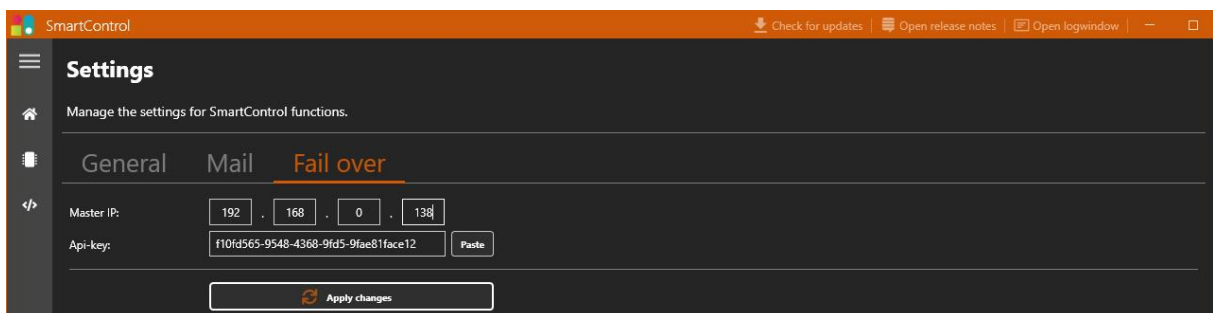 SmartControl Check for updates Open release notes Open logwindow
Settings
Manage the settings for SmartControl functions.
General Mail Fail over
Master IP: 192 . 168 . 0 . 138
Api-key: f10fd565-9548-4368-9fd5-9fae81face12 Paste
Apply changes